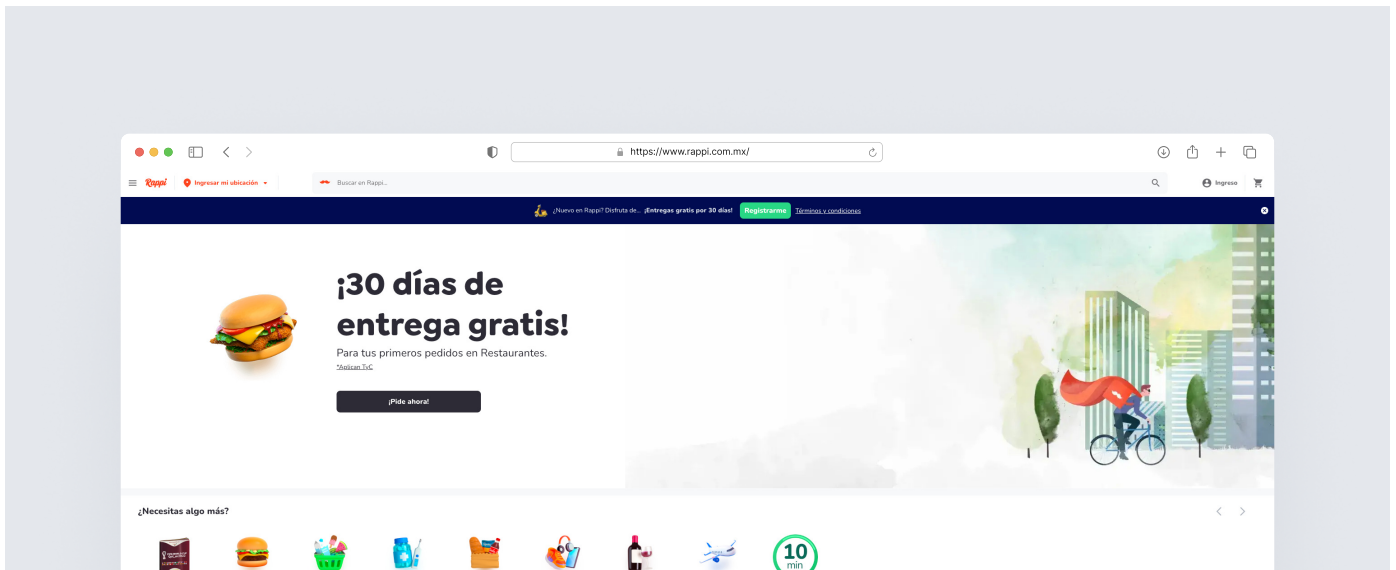 https://www.rappi.com.mx/
Rappi
Ingresar mi ubicación
Buscar en Rappi...
Ingreso
¿Nuevo en Rappi? Disfruta de... ¡Entregas gratis por 30 días!
Registrarme
Términos y condiciones
¡30 días de
entrega gratis!
Para tus primeros pedidos en Restaurantes.
*Aplican TyC
¡Pide ahora!
¿Necesitas algo más?
10
min